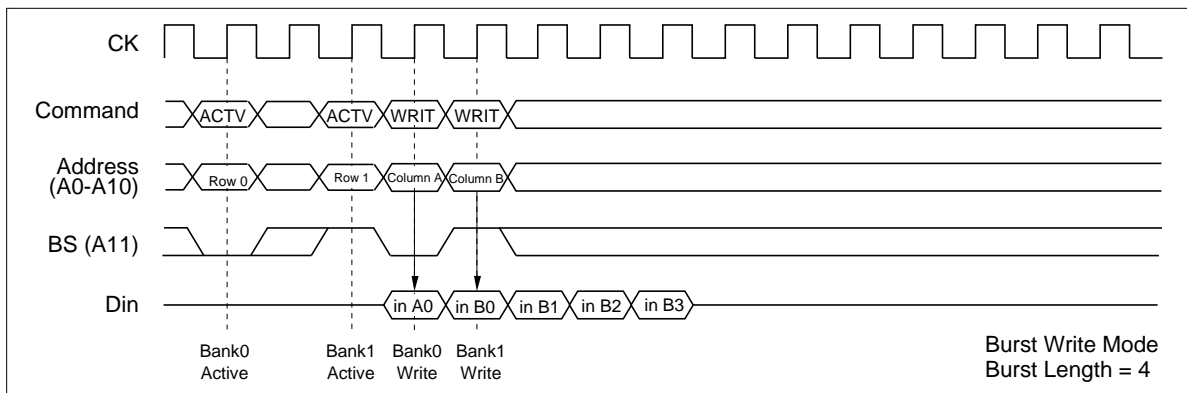 CK
Command
ACTV
ACTV
WRIT
WRIT
Address
(A0-A10)
Row 0
Row 1
Column A
Column B
BS (A11)
Din
in A0
in B0
in B1
in B2
in B3
Bank0
Active
Bank1
Active
Bank0
Write
Bank1
Write
Burst Write Mode
Burst Length = 4